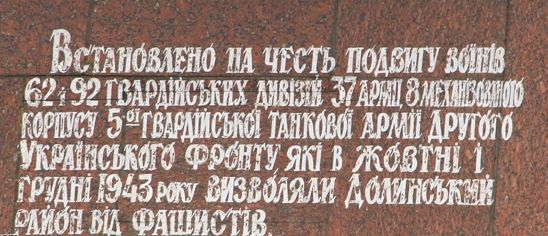 Встановлено на честь подвигу воїнів
62 і 92 гвардійських дивізій 37 армії, 8 механізованого
корпусу 5ої гвардійської танкової армії Другого
Українського фронту які в жовтні і
грудні 1943 року визволяли Долинський
район від фашистів.